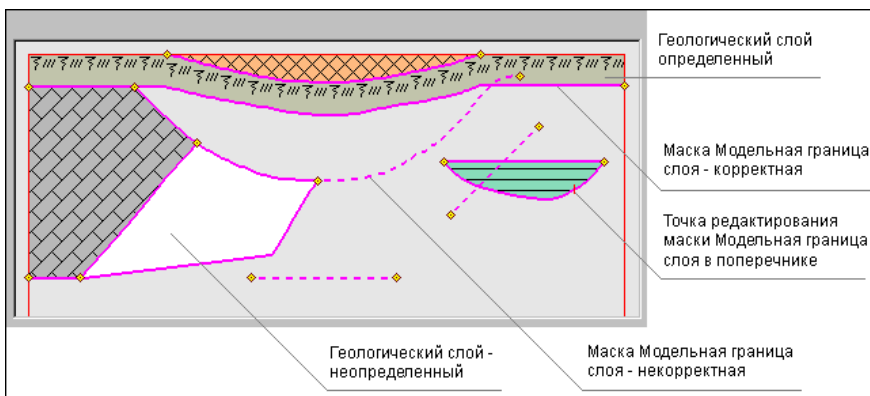 Геологический слой
определенный
Маска Модельная граница
слоя - корректная
Точка редактирования
маски Модельная граница
слоя в поперечнике
Геологический слой -
неопределенный
Маска Модельная граница
слоя - некорректная